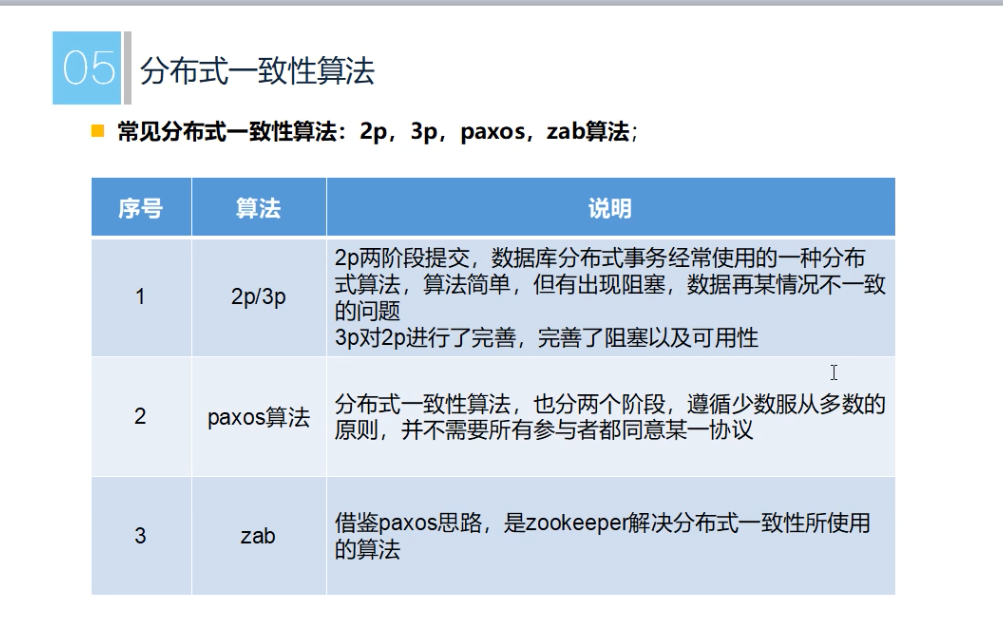 05
分布式一致性算法
常见分布式一致性算法：2p，3p，paxos，zab算法；
序号 算法 说明
1 2p/3p 2p两阶段提交，数据库分布式事务经常使用的一种分布
式算法，算法简单，但有出现阻塞，数据再某情况不一致
的问题
3p对2p进行了完善，完善了阻塞以及可用性
2 paxos算法 分布式一致性算法，也分两个阶段，遵循少数服从多数的
原则，并不需要所有参与者都同意某一协议
3 zab 借鉴paxos思路，是zookeeper解决分布式一致性所使用
的算法